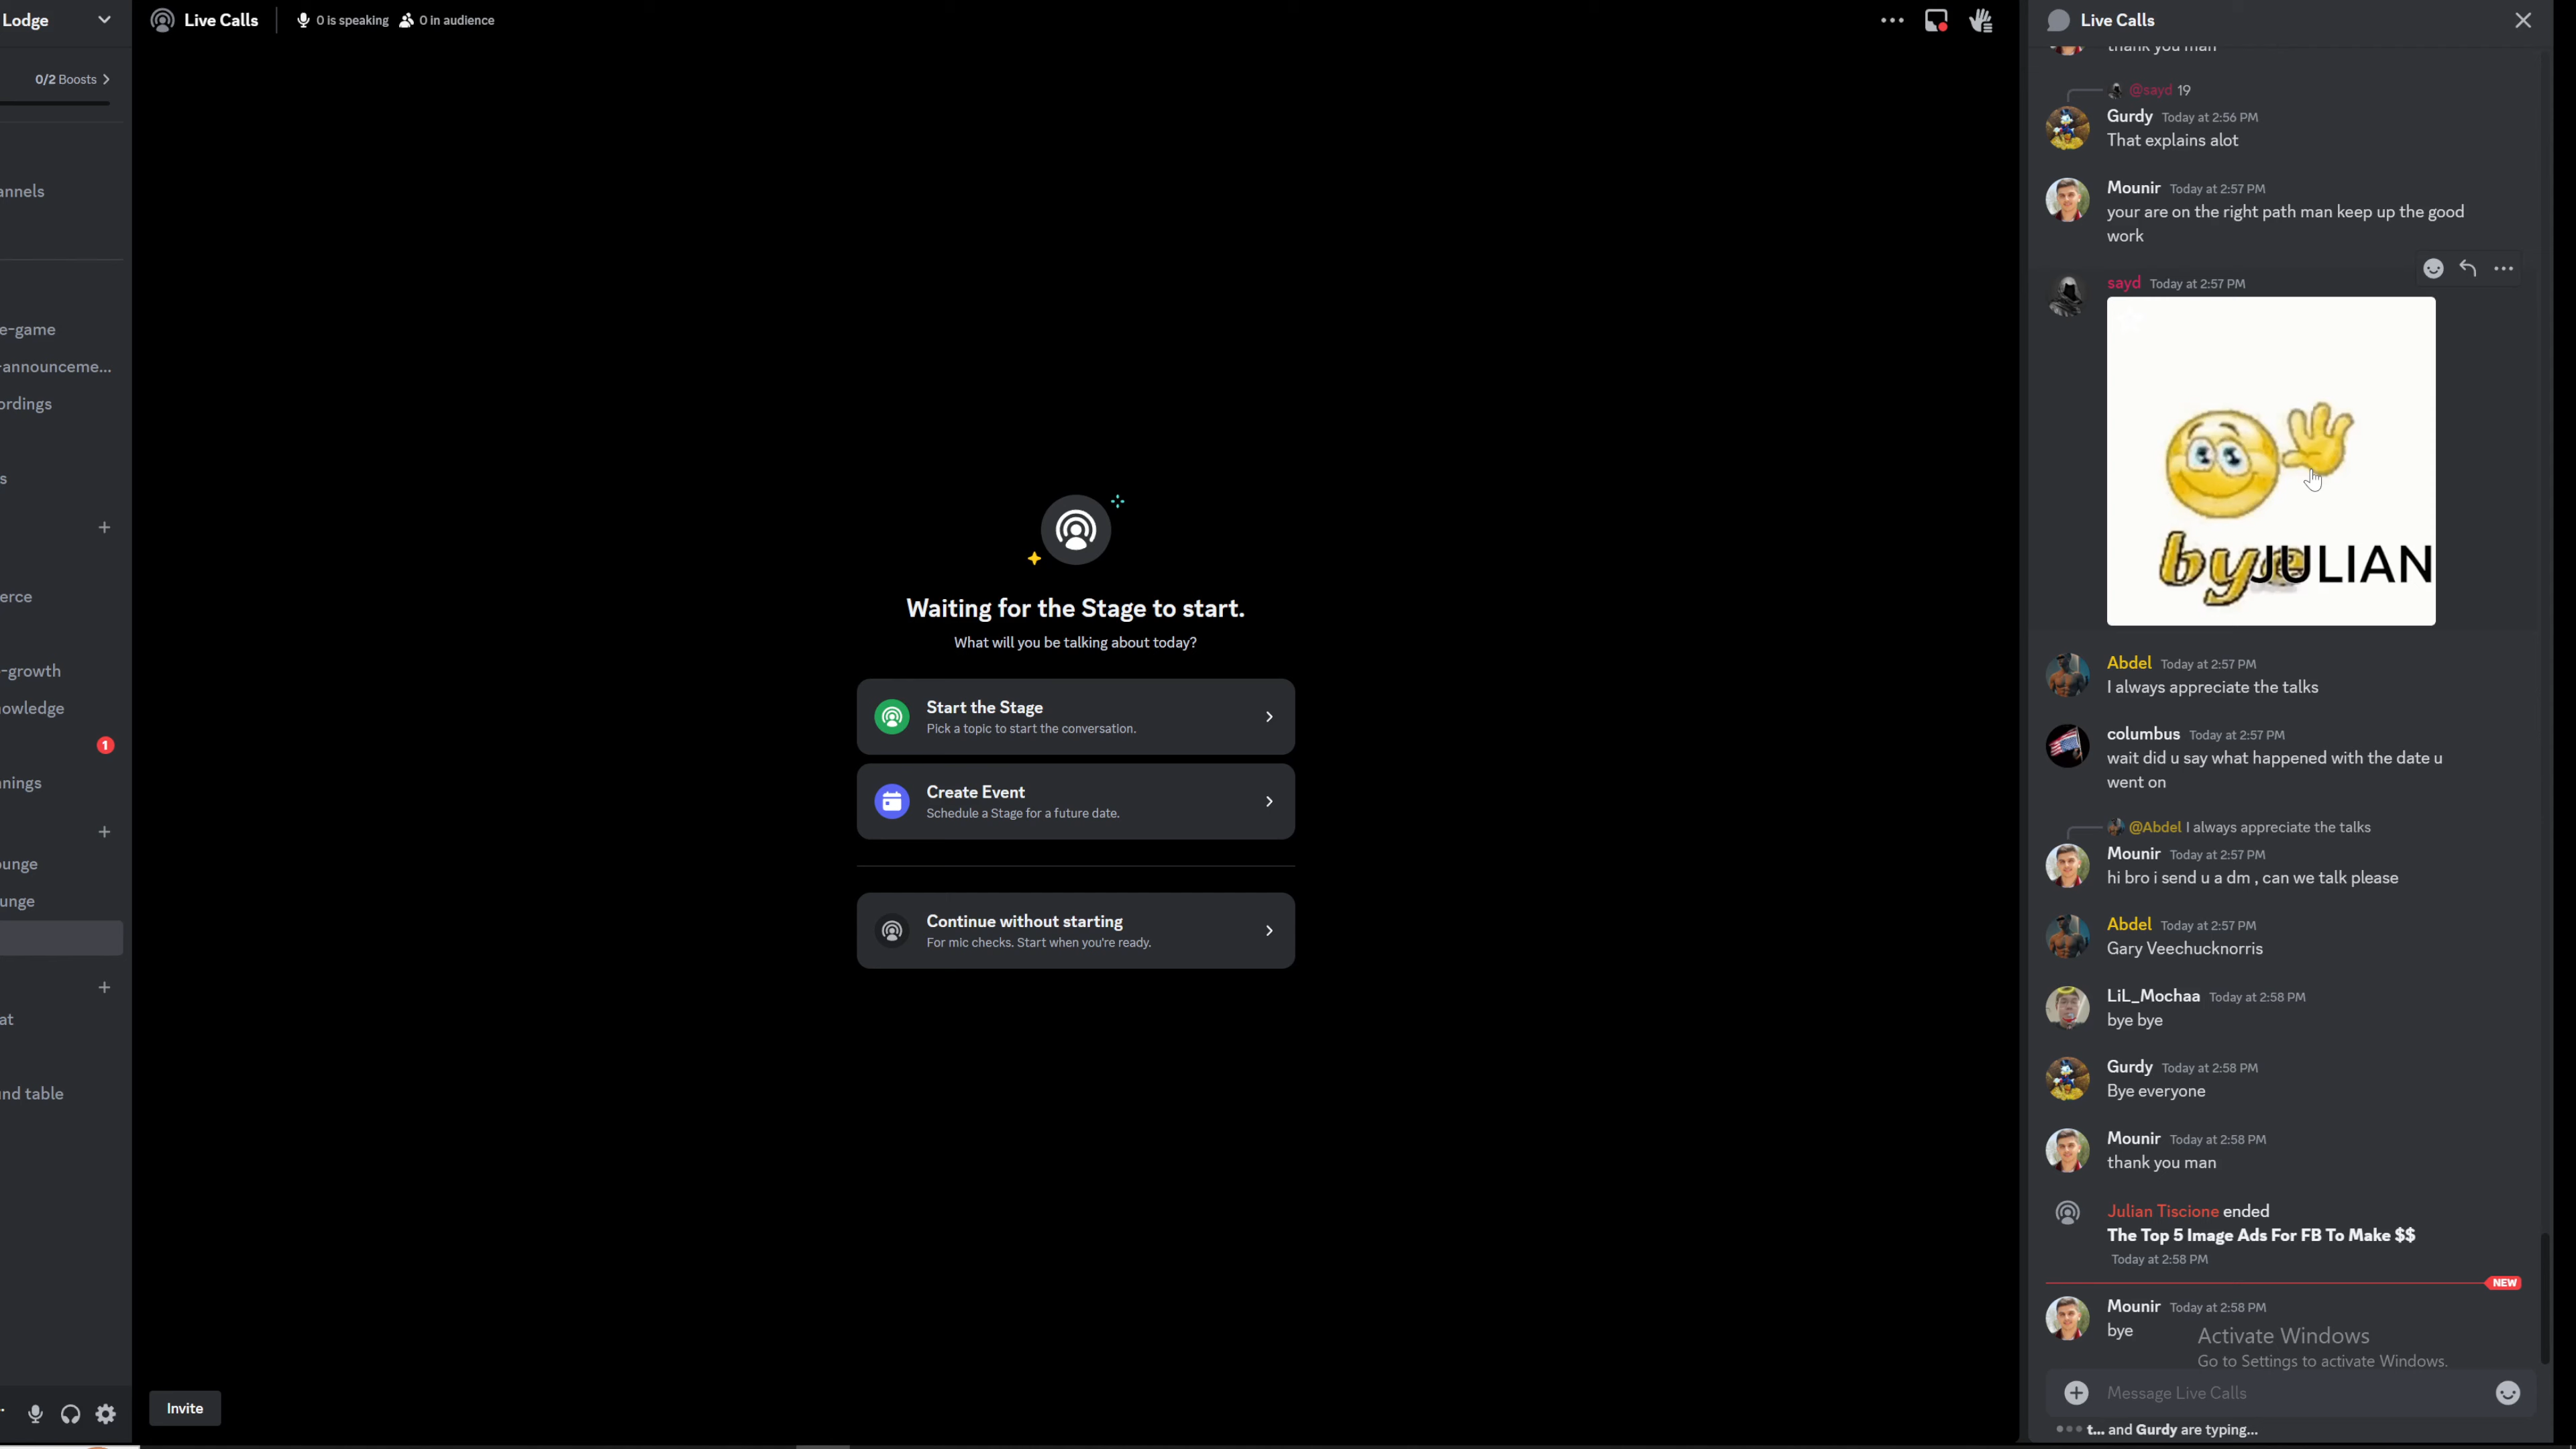 Lodge
0/2 Boosts
annels
e-game
-announceme...
ordings
s
erce
-growth
owledge
1
nings
ounge
unge
at
und table
Live Calls
0 is speaking
0 in audience
Waiting for the Stage to start.
What will you be talking about today?
Start the Stage
Pick a topic to start the conversation.
Create Event
Schedule a Stage for a future date.
Continue without starting
For mic checks. Start when you're ready.
Invite
Live Calls
thank you man
@sayd 19
Gurdy Today at 2:56 PM
That explains alot
Mounir Today at 2:57 PM
your are on the right path man keep up the good
work
sayd Today at 2:57 PM
bye JULIAN
Abdel Today at 2:57 PM
I always appreciate the talks
columbus Today at 2:57 PM
wait did u say what happened with the date u
went on
@Abdel I always appreciate the talks
Mounir Today at 2:57 PM
hi bro i send u a dm , can we talk please
Abdel Today at 2:57 PM
Gary Veechucknorris
LiL_Mochaa Today at 2:58 PM
bye bye
Gurdy Today at 2:58 PM
Bye everyone
Mounir Today at 2:58 PM
thank you man
Julian Tiscione ended
The Top 5 Image Ads For FB To Make $$
Today at 2:58 PM
NEW
Mounir Today at 2:58 PM
bye
Activate Windows
Go to Settings to activate Windows.
Message Live Calls
t... and Gurdy are typing...